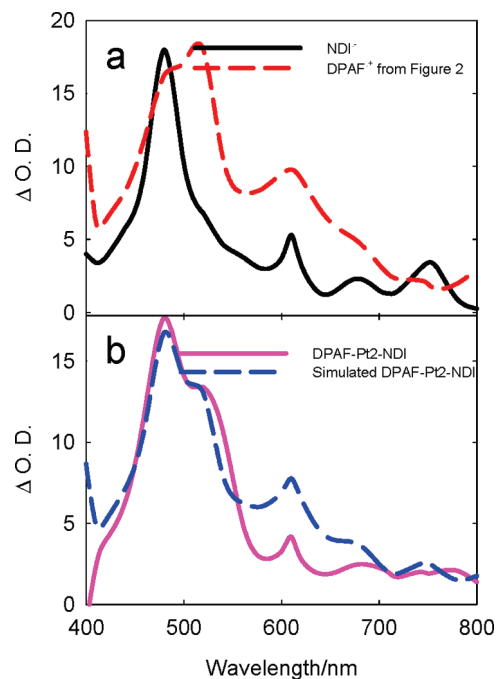 20
a
NDI⁻
DPAF⁺ from Figure 2
15
10
5
0
Δ O. D.
b
DPAF-Pt2-NDI
Simulated DPAF-Pt2-NDI
15
10
5
0
Δ O. D.
400 500 600 700 800
Wavelength/nm